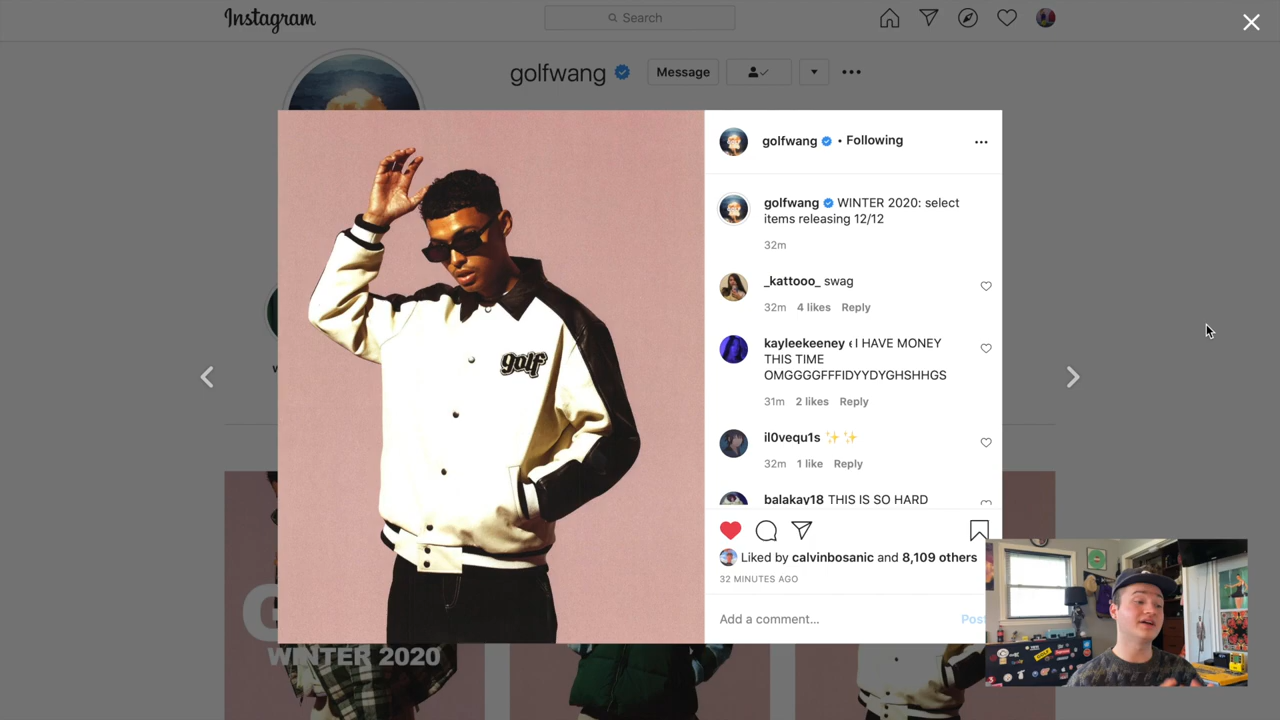 Instagram
Search
golfwang
Message
golfwang • Following
golfwang WINTER 2020: select
items releasing 12/12
32m
_kattooo_ swag
32m 4 likes Reply
kayleekeeney I HAVE MONEY
THIS TIME
OMGGGGFFFIDYYDYGHSHHGS
31m 2 likes Reply
il0vequ1s ✨ ✨
32m 1 like Reply
balakay18 THIS IS SO HARD
Liked by calvinbosanic and 8,109 others
32 MINUTES AGO
Add a comment...
golf
G
WINTER 2020